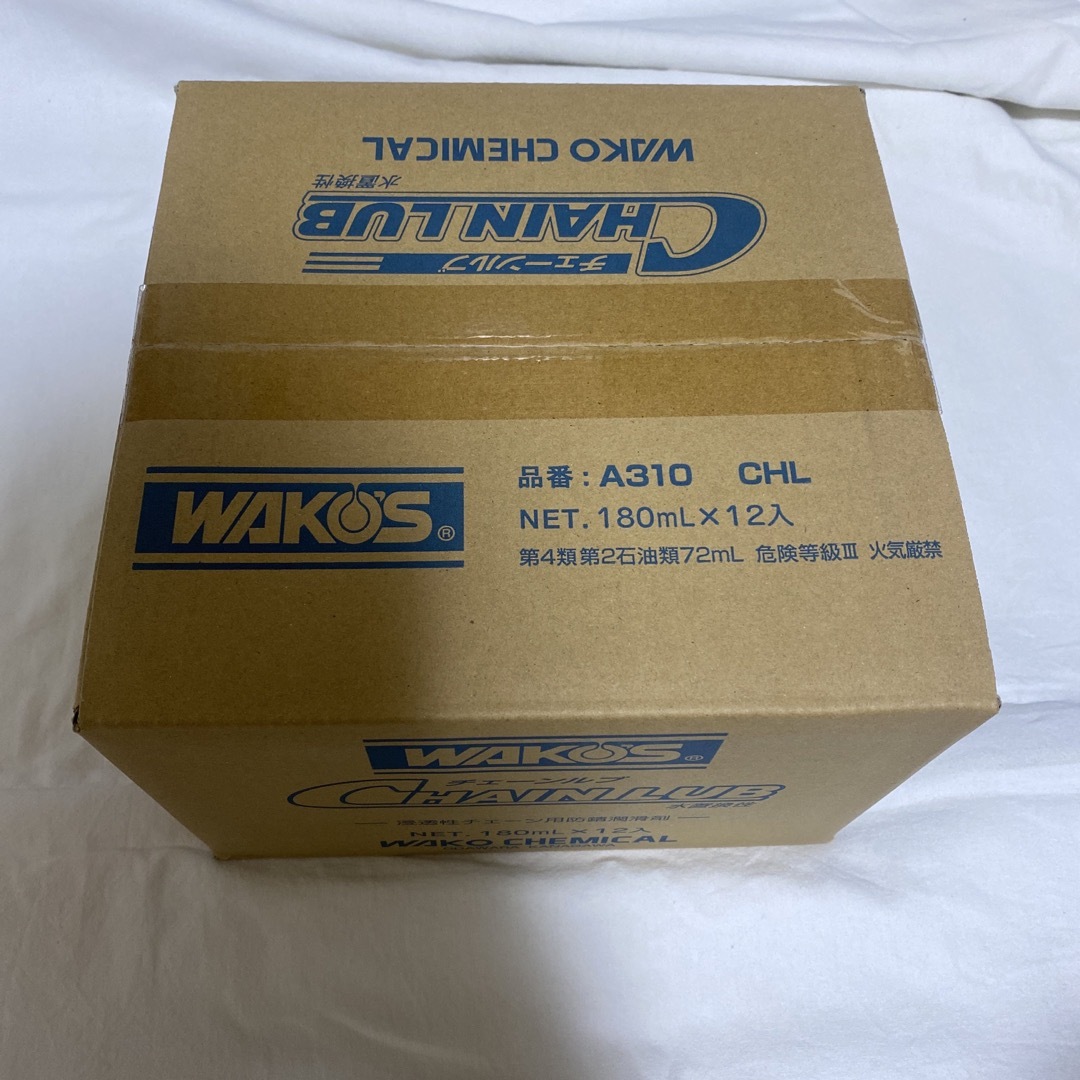 WAKO CHEMICAL
水置換性
CHAIN LUB
チェーンルブ
WAKO'S ®
品番：A310 CHL
NET. 180mL×12入
第4類第2石油類72mL 危険等級Ⅲ 火気厳禁
WAKO'S ®
チェーンルブ
CHAIN LUB
水置換性
浸透性チェーン用防錆潤滑剤
NET. 180mL×12入
WAKO CHEMICAL